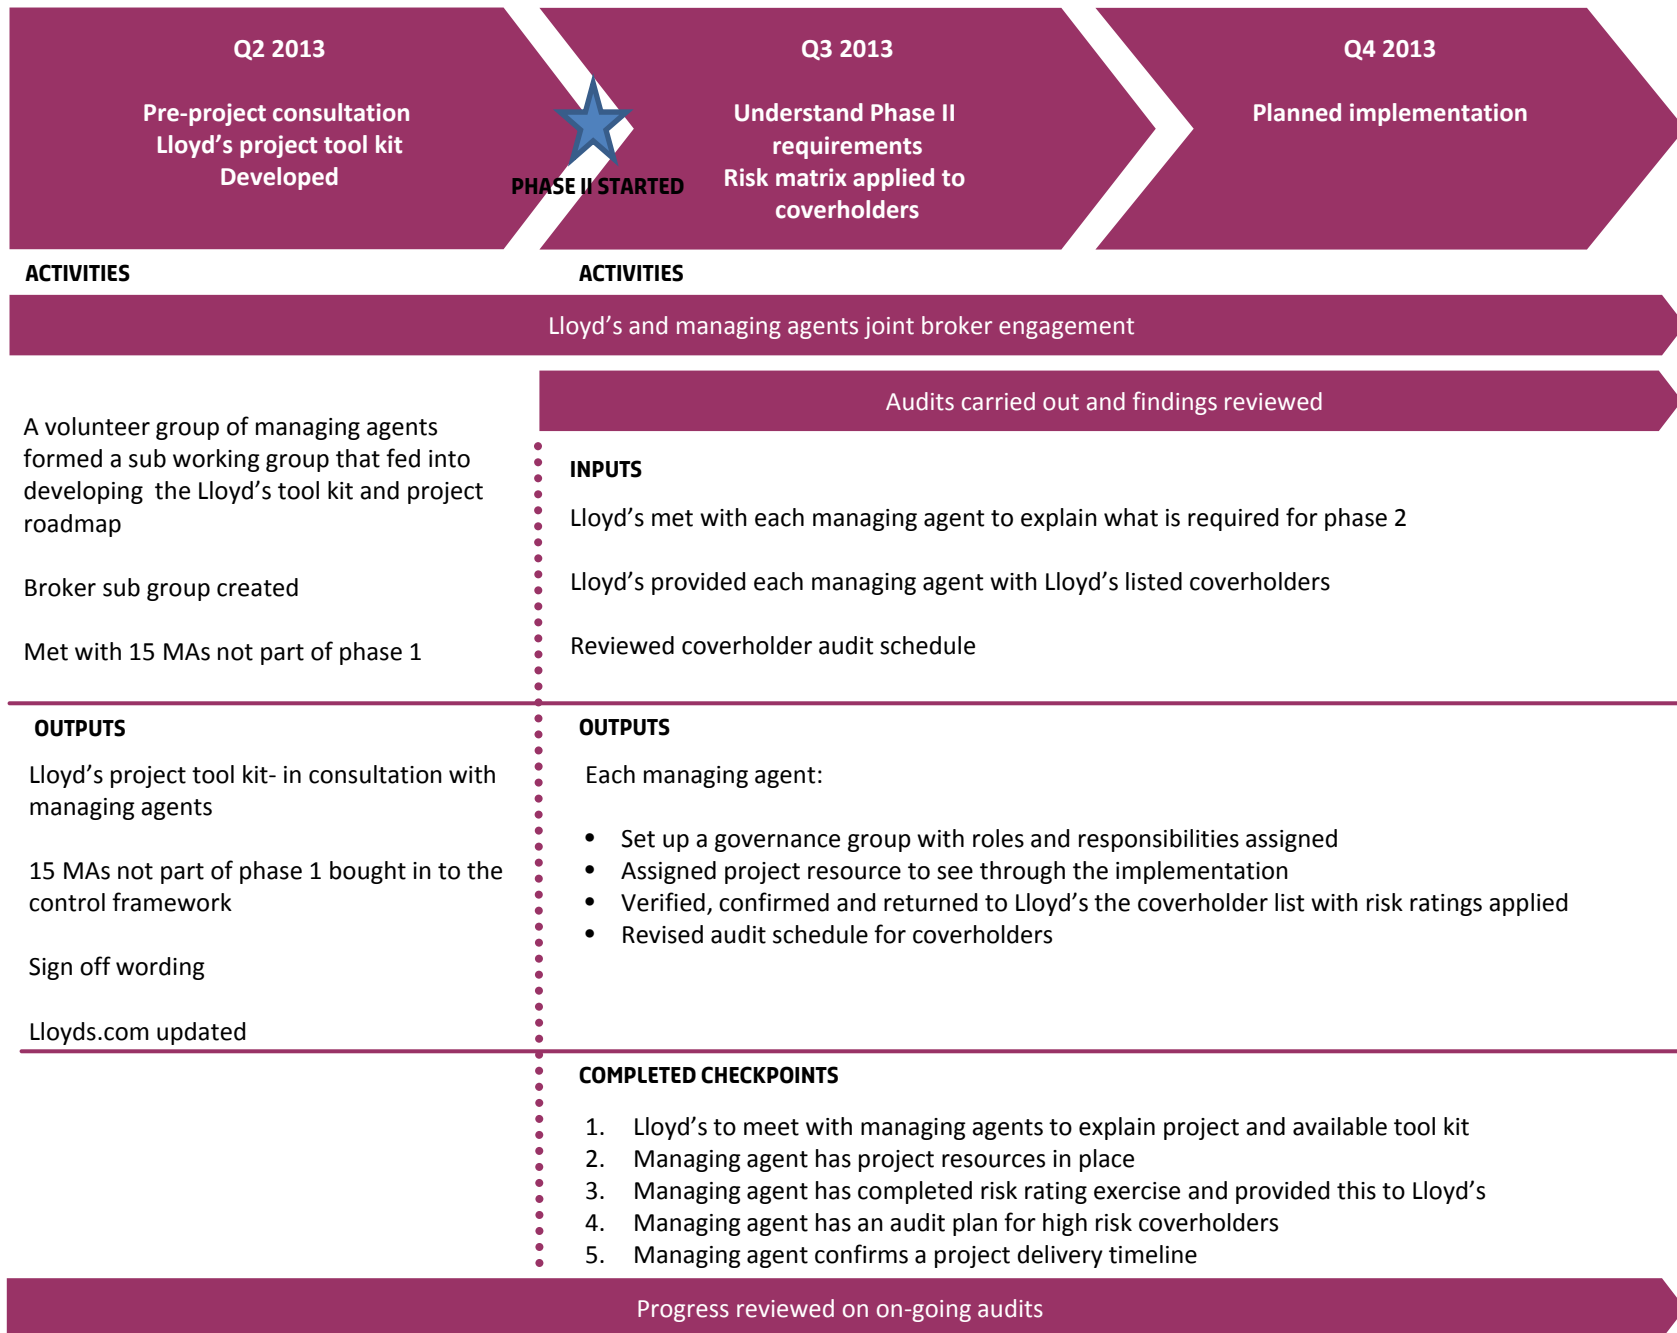 Q2 2013
Pre-project consultation
Lloyd’s project tool kit
Developed
PHASE II STARTED
Q3 2013
Understand Phase II
requirements
Risk matrix applied to
coverholders
Q4 2013
Planned implementation
ACTIVITIES
ACTIVITIES
Lloyd’s and managing agents joint broker engagement
Audits carried out and findings reviewed
A volunteer group of managing agents
formed a sub working group that fed into
developing the Lloyd’s tool kit and project
roadmap
Broker sub group created
Met with 15 MAs not part of phase 1
INPUTS
Lloyd’s met with each managing agent to explain what is required for phase 2
Lloyd’s provided each managing agent with Lloyd’s listed coverholders
Reviewed coverholder audit schedule
OUTPUTS
Lloyd’s project tool kit- in consultation with
managing agents
15 MAs not part of phase 1 bought in to the
control framework
Sign off wording
Lloyds.com updated
OUTPUTS
Each managing agent:
• Set up a governance group with roles and responsibilities assigned
• Assigned project resource to see through the implementation
• Verified, confirmed and returned to Lloyd’s the coverholder list with risk ratings applied
• Revised audit schedule for coverholders
COMPLETED CHECKPOINTS
1. Lloyd’s to meet with managing agents to explain project and available tool kit
2. Managing agent has project resources in place
3. Managing agent has completed risk rating exercise and provided this to Lloyd’s
4. Managing agent has an audit plan for high risk coverholders
5. Managing agent confirms a project delivery timeline
Progress reviewed on on-going audits